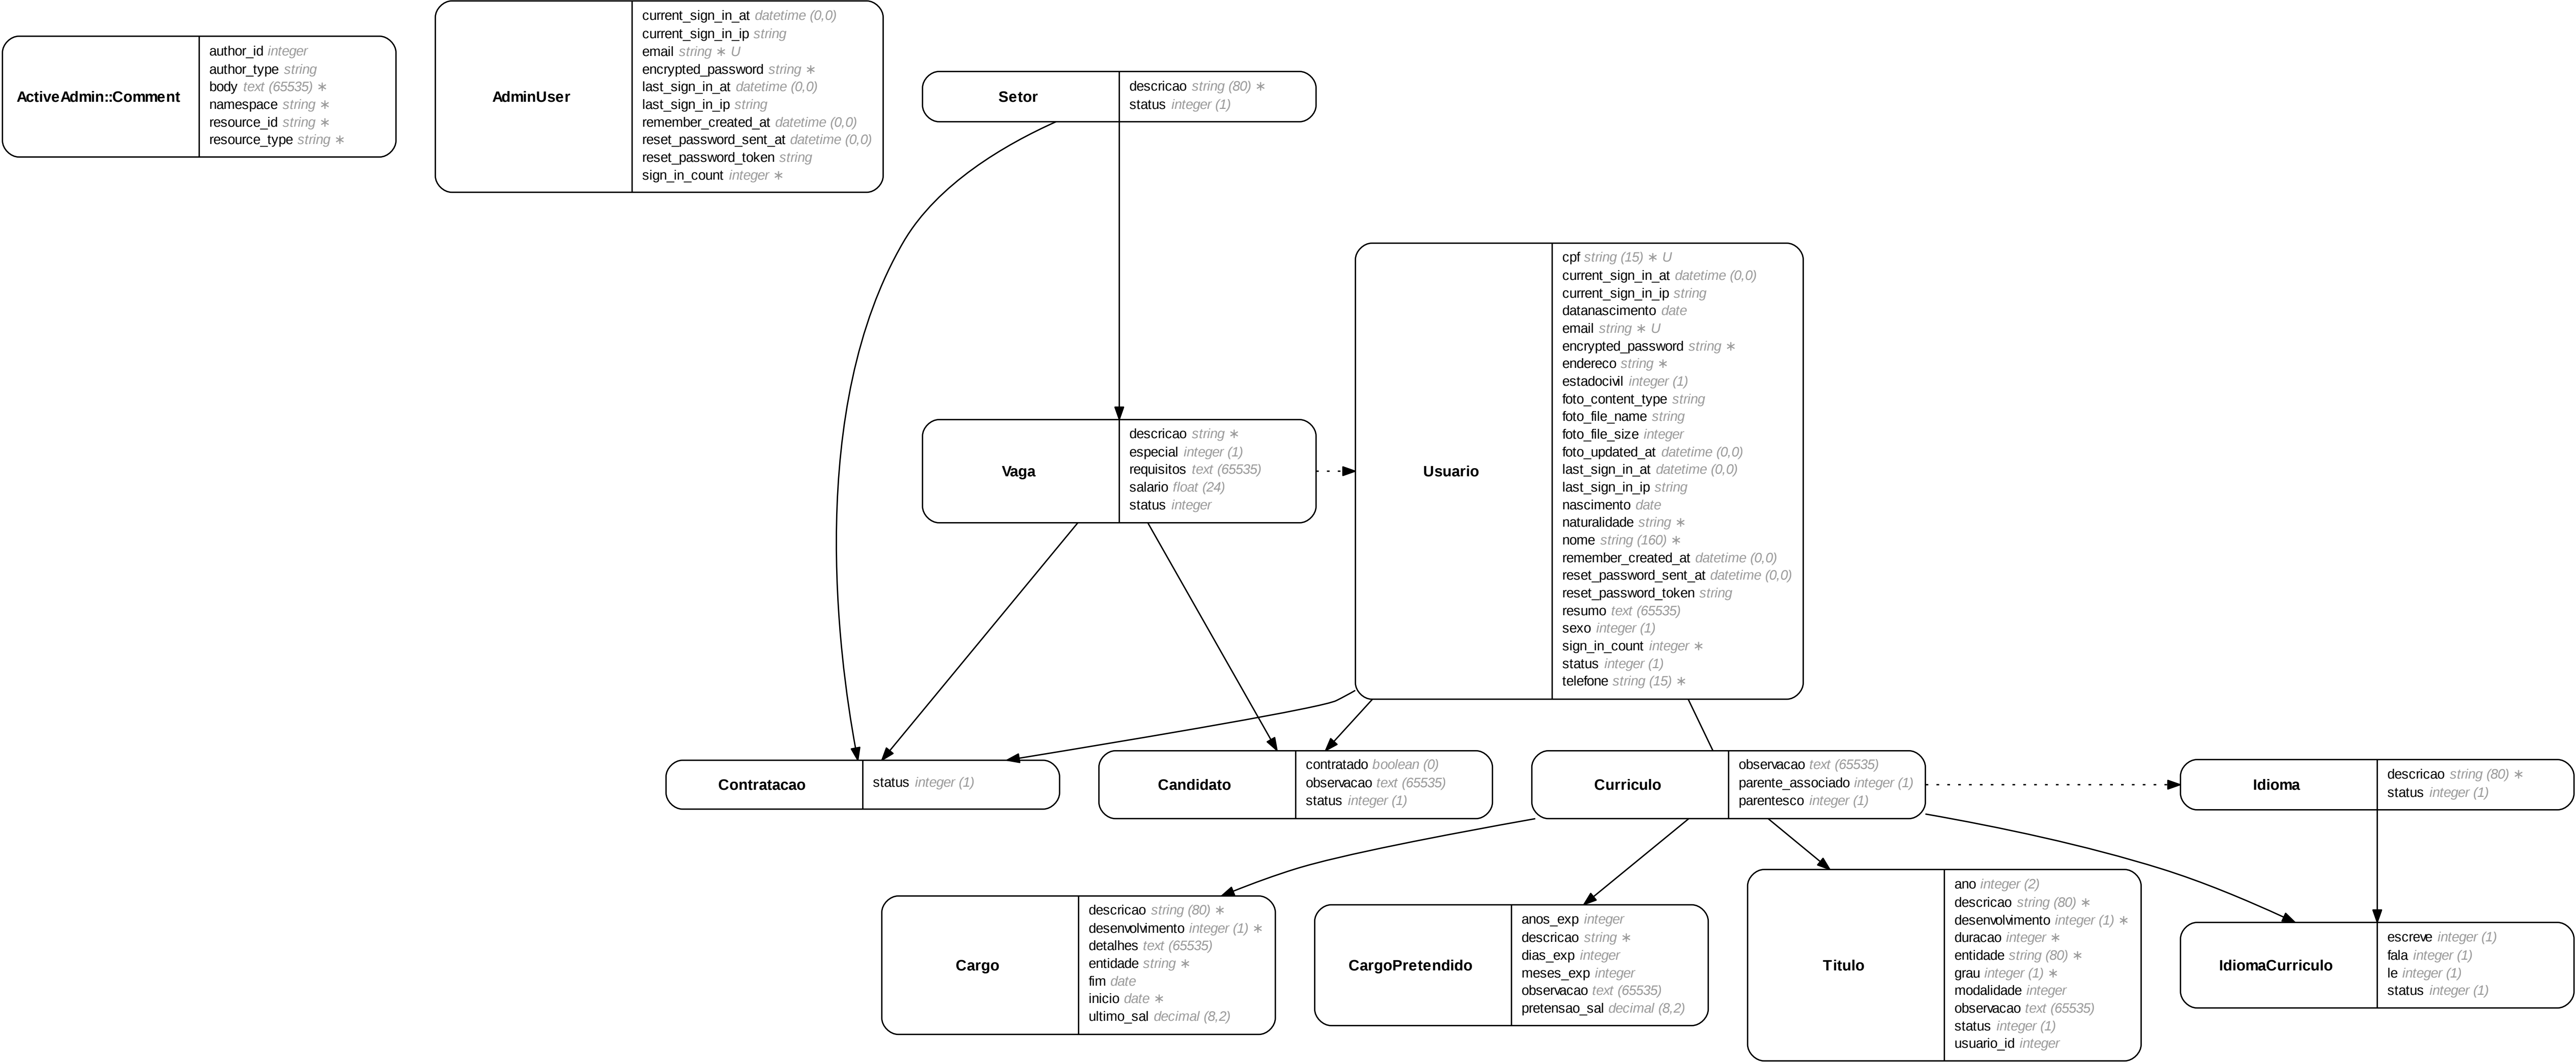 ActiveAdmin::Comment
author_id integer
author_type string
body text (65535) ∗
namespace string ∗
resource_id string ∗
resource_type string ∗
AdminUser
current_sign_in_at datetime (0,0)
current_sign_in_ip string
email string ∗ U
encrypted_password string ∗
last_sign_in_at datetime (0,0)
last_sign_in_ip string
remember_created_at datetime (0,0)
reset_password_sent_at datetime (0,0)
reset_password_token string
sign_in_count integer ∗
Setor
descricao string (80) ∗
status integer (1)
Vaga
descricao string ∗
especial integer (1)
requisitos text (65535)
salario float (24)
status integer
Usuario
cpf string (15) ∗ U
current_sign_in_at datetime (0,0)
current_sign_in_ip string
datanascimento date
email string ∗ U
encrypted_password string ∗
endereco string ∗
estadocivil integer (1)
foto_content_type string
foto_file_name string
foto_file_size integer
foto_updated_at datetime (0,0)
last_sign_in_at datetime (0,0)
last_sign_in_ip string
nascimento date
naturalidade string ∗
nome string (160) ∗
remember_created_at datetime (0,0)
reset_password_sent_at datetime (0,0)
reset_password_token string
resumo text (65535)
sexo integer (1)
sign_in_count integer ∗
status integer (1)
telefone string (15) ∗
Contratacao
status integer (1)
Candidato
contratado boolean (0)
observacao text (65535)
status integer (1)
Curriculo
observacao text (65535)
parente_associado integer (1)
parentesco integer (1)
Idioma
descricao string (80) ∗
status integer (1)
Cargo
descricao string (80) ∗
desenvolvimento integer (1) ∗
detalhes text (65535)
entidade string ∗
fim date
inicio date ∗
ultimo_sal decimal (8,2)
CargoPretendido
anos_exp integer
descricao string ∗
dias_exp integer
meses_exp integer
observacao text (65535)
pretensao_sal decimal (8,2)
Titulo
ano integer (2)
descricao string (80) ∗
desenvolvimento integer (1) ∗
duracao integer ∗
entidade string (80) ∗
grau integer (1) ∗
modalidade integer
observacao text (65535)
status integer (1)
usuario_id integer
IdiomaCurriculo
escreve integer (1)
fala integer (1)
le integer (1)
status integer (1)